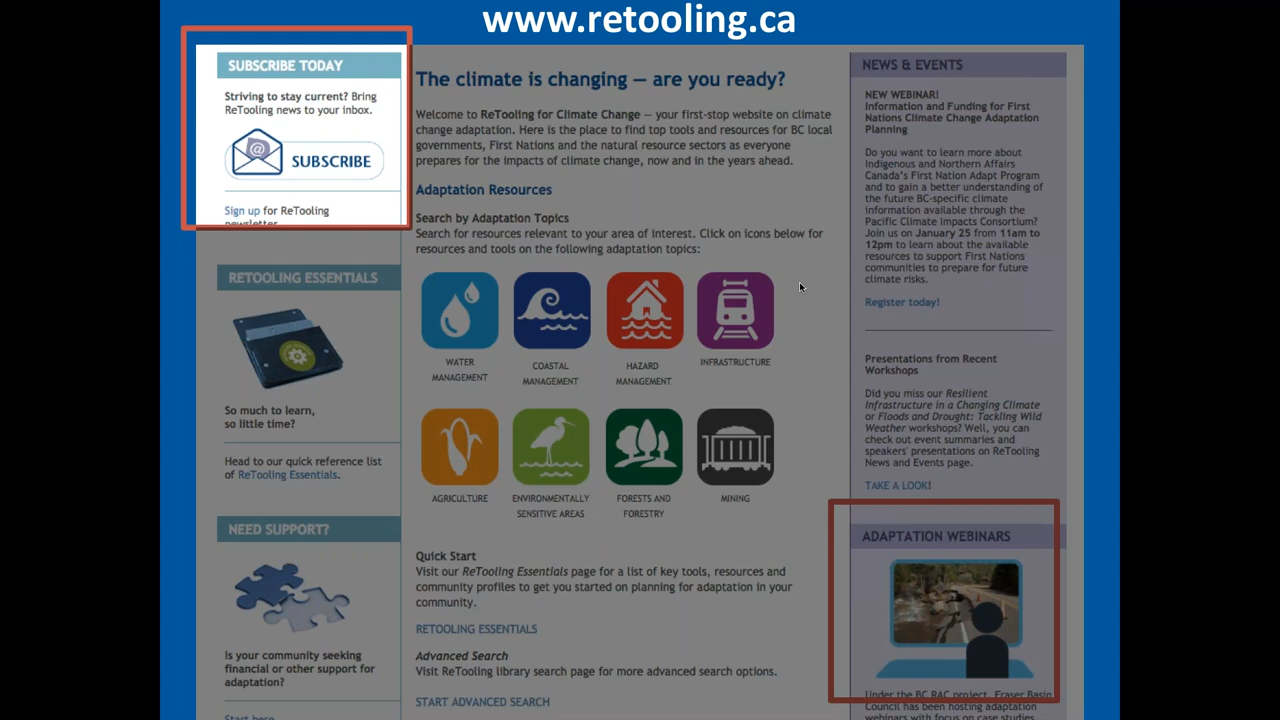 www.retooling.ca
SUBSCRIBE TODAY
Striving to stay current? Bring
ReTooling news to your inbox.
@
SUBSCRIBE
Sign up for ReTooling
newsletter
RETOOLING ESSENTIALS
So much to learn,
so little time?
Head to our quick reference list
of ReTooling Essentials.
NEED SUPPORT?
Is your community seeking
financial or other support for
adaptation?
Start here
The climate is changing — are you ready?
Welcome to ReTooling for Climate Change — your first-stop website on climate
change adaptation. Here is the place to find top tools and resources for BC local
governments, First Nations and the natural resource sectors as everyone
prepares for the impacts of climate change, now and in the years ahead.
Adaptation Resources
Search by Adaptation Topics
Search for resources relevant to your area of interest. Click on icons below for
resources and tools on the following adaptation topics:
WATER
MANAGEMENT
COASTAL
MANAGEMENT
HAZARD
MANAGEMENT
INFRASTRUCTURE
AGRICULTURE
ENVIRONMENTALLY
SENSITIVE AREAS
FORESTS AND
FORESTRY
MINING
Quick Start
Visit our ReTooling Essentials page for a list of key tools, resources and
community profiles to get you started on planning for adaptation in your
community.
RETOOLING ESSENTIALS
Advanced Search
Visit ReTooling library search page for more advanced search options.
START ADVANCED SEARCH
NEWS & EVENTS
NEW WEBINAR!
Information and Funding for First
Nations Climate Change Adaptation
Planning
Do you want to learn more about
Indigenous and Northern Affairs
Canada's First Nation Adapt Program
and to gain a better understanding of
the future BC-specific climate
information available through the
Pacific Climate Impacts Consortium?
Join us on January 25 from 11am to
12pm to learn about the available
resources to support First Nations
communities to prepare for future
climate risks.
Register today!
Presentations from Recent
Workshops
Did you miss our Resilient
Infrastructure in a Changing Climate
or Floods and Drought: Tackling Wild
Weather workshops? Well, you can
check out event summaries and
speakers' presentations on ReTooling
News and Events page.
TAKE A LOOK!
ADAPTATION WEBINARS
Under the BC RAC project, Fraser Basin
Council has been hosting adaptation
webinars with focus on case studies